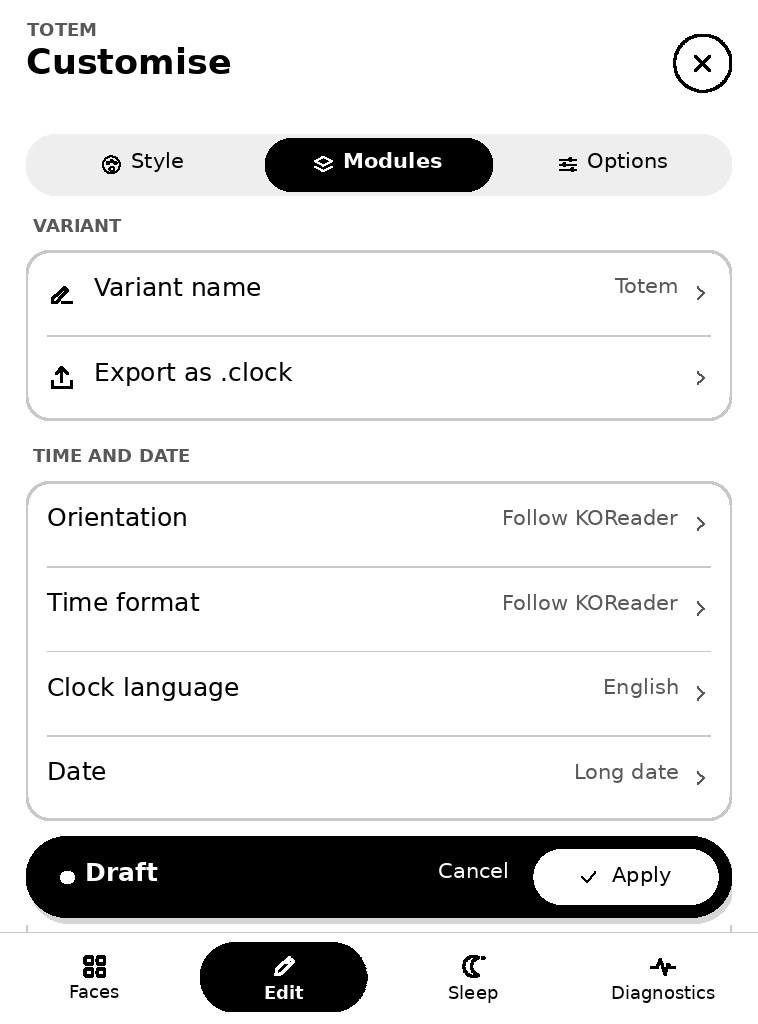 TOTEM
Customise
Style
Modules
Options
VARIANT
Variant name
Totem
Export as .clock
TIME AND DATE
Orientation
Follow KOReader
Time format
Follow KOReader
Clock language
English
Date
Long date
Draft
Cancel
Apply
Faces
Edit
Sleep
Diagnostics